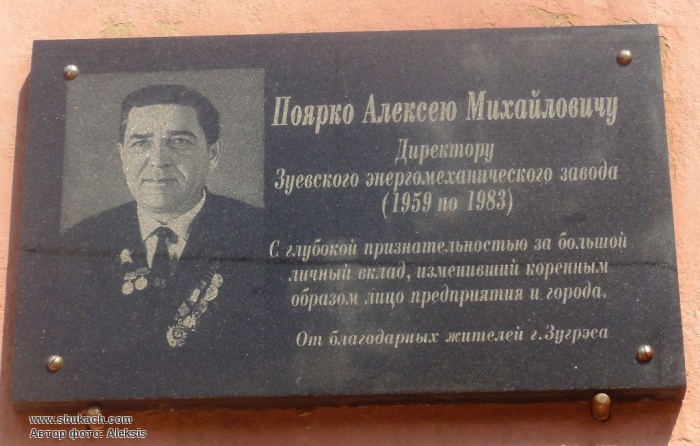 Поярко Алексею Михайловичу
Директору
Зуевского энергомеханического завода
(1959 по 1983)
С глубокой признательностью за большой
личный вклад, изменивший коренным
образом лицо предприятия и города.
От благодарных жителей г.Зугрэса
www.shukach.com
Автор фото: Aleksis